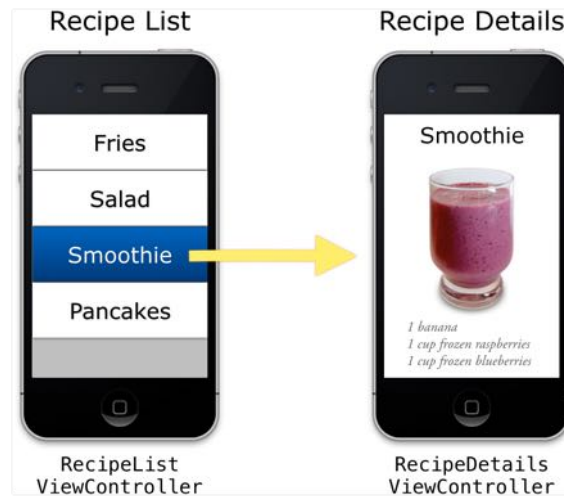 Recipe List
Recipe Details
Fries
Salad
Smoothie
Pancakes
Smoothie
1 banana
1 cup frozen raspberries
1 cup frozen blueberries
RecipeList
ViewController
RecipeDetails
ViewController